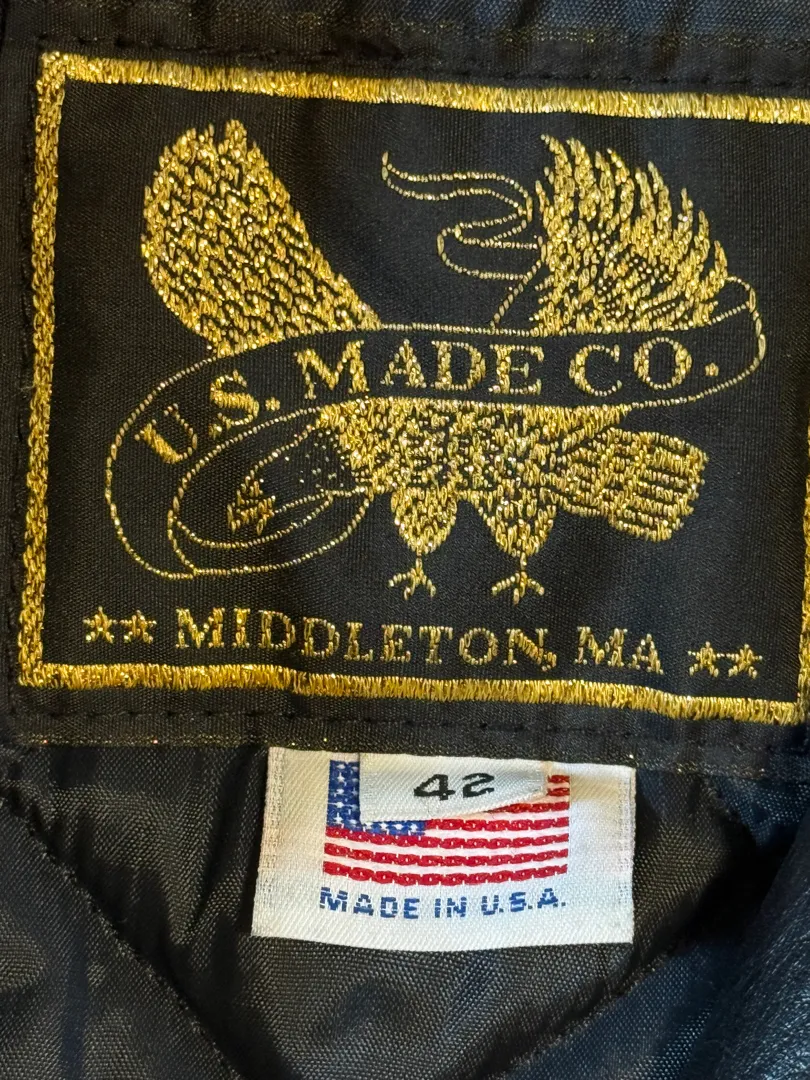 U.S. MADE CO.
★★ MIDDLETON, MA ★★
42
MADE IN U.S.A.